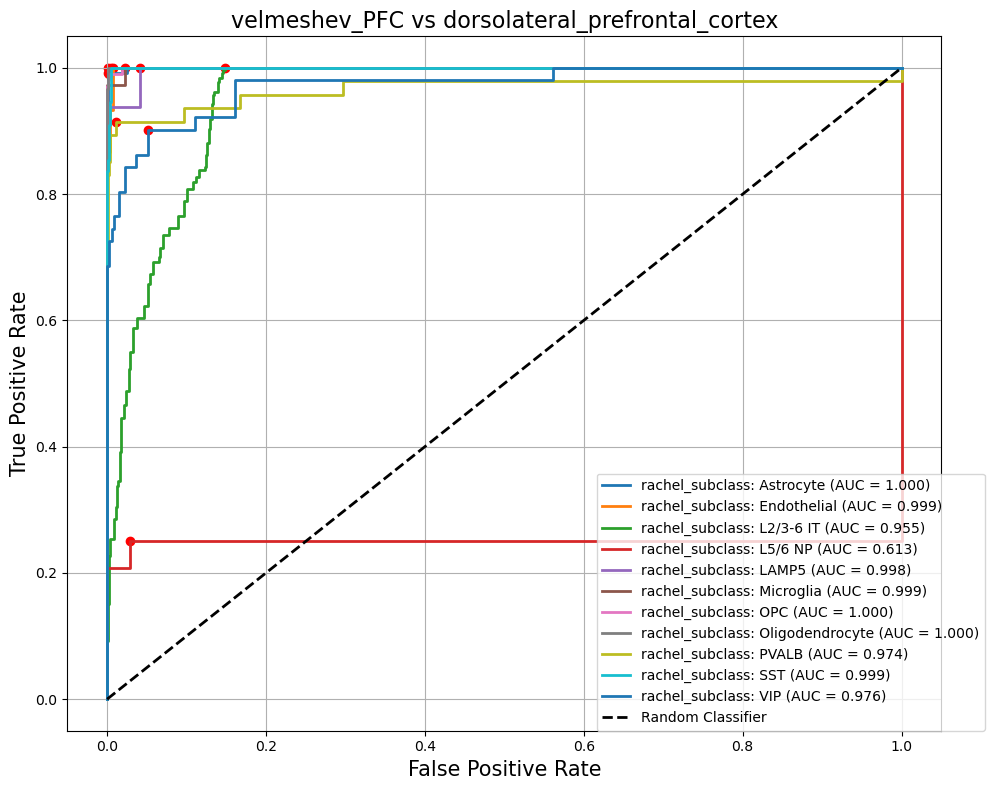 velmeshev_PFC vs dorsolateral_prefrontal_cortex
True Positive Rate
1.0
0.8
0.6
0.4
0.2
0.0
0.0 0.2 0.4 0.6 0.8 1.0
False Positive Rate
rachel_subclass: Astrocyte (AUC = 1.000)
rachel_subclass: Endothelial (AUC = 0.999)
rachel_subclass: L2/3-6 IT (AUC = 0.955)
rachel_subclass: L5/6 NP (AUC = 0.613)
rachel_subclass: LAMP5 (AUC = 0.998)
rachel_subclass: Microglia (AUC = 0.999)
rachel_subclass: OPC (AUC = 1.000)
rachel_subclass: Oligodendrocyte (AUC = 1.000)
rachel_subclass: PVALB (AUC = 0.974)
rachel_subclass: SST (AUC = 0.999)
rachel_subclass: VIP (AUC = 0.976)
Random Classifier